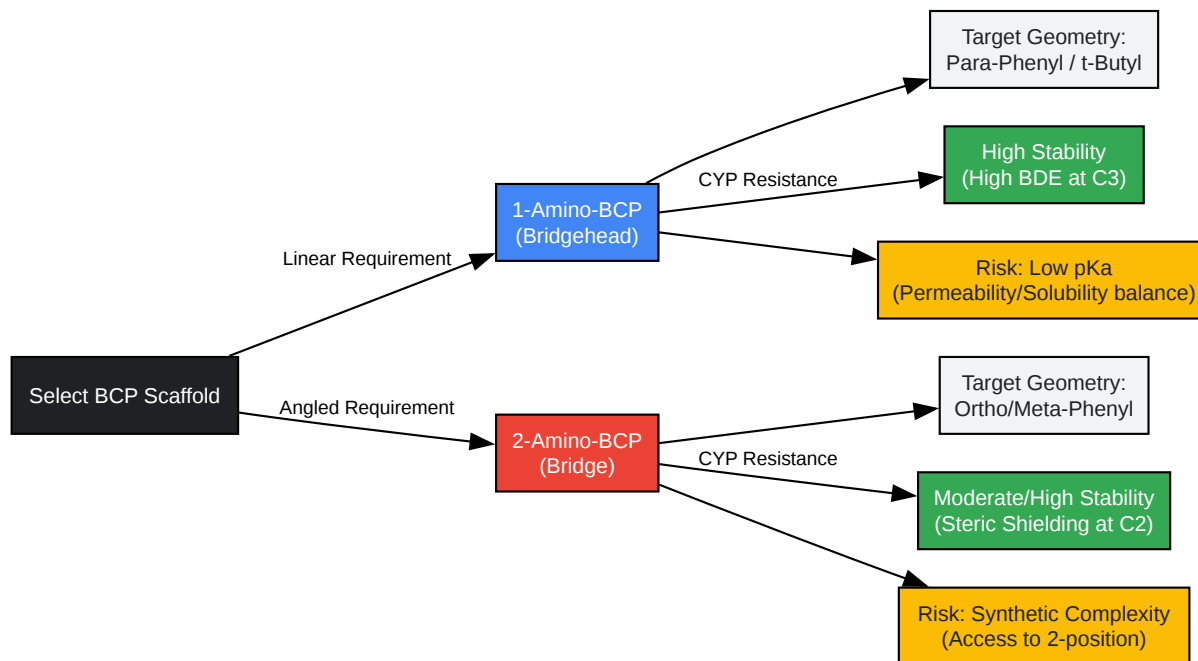 Target Geometry:
Para-Phenyl / t-Butyl
High Stability
(High BDE at C3)
CYP Resistance
1-Amino-BCP
(Bridgehead)
Linear Requirement
Risk: Low pKa
(Permeability/Solubility balance)
Select BCP Scaffold
Angled Requirement
Target Geometry:
Ortho/Meta-Phenyl
2-Amino-BCP
(Bridge)
CYP Resistance
Moderate/High Stability
(Steric Shielding at C2)
Risk: Synthetic Complexity
(Access to 2-position)